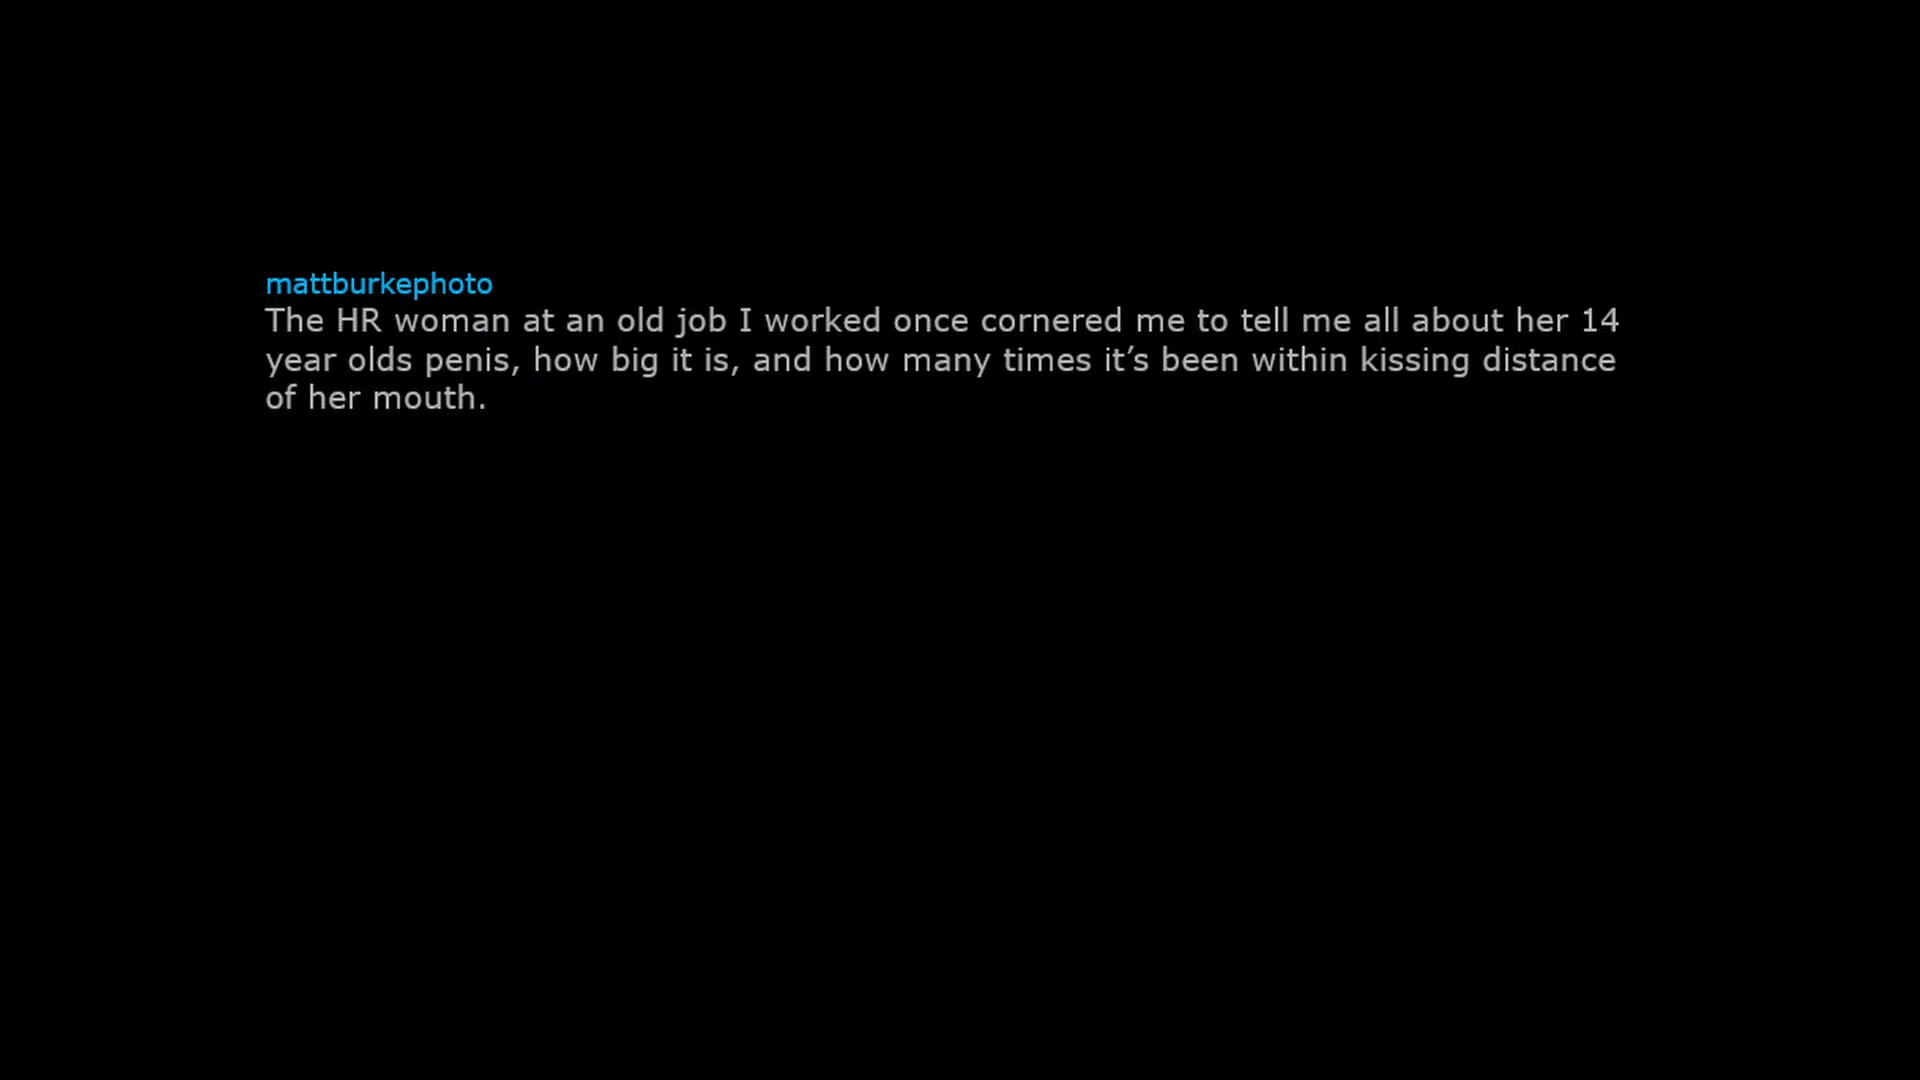 mattburkephoto
The HR woman at an old job I worked once cornered me to tell me all about her 14
year olds penis, how big it is, and how many times it’s been within kissing distance
of her mouth.